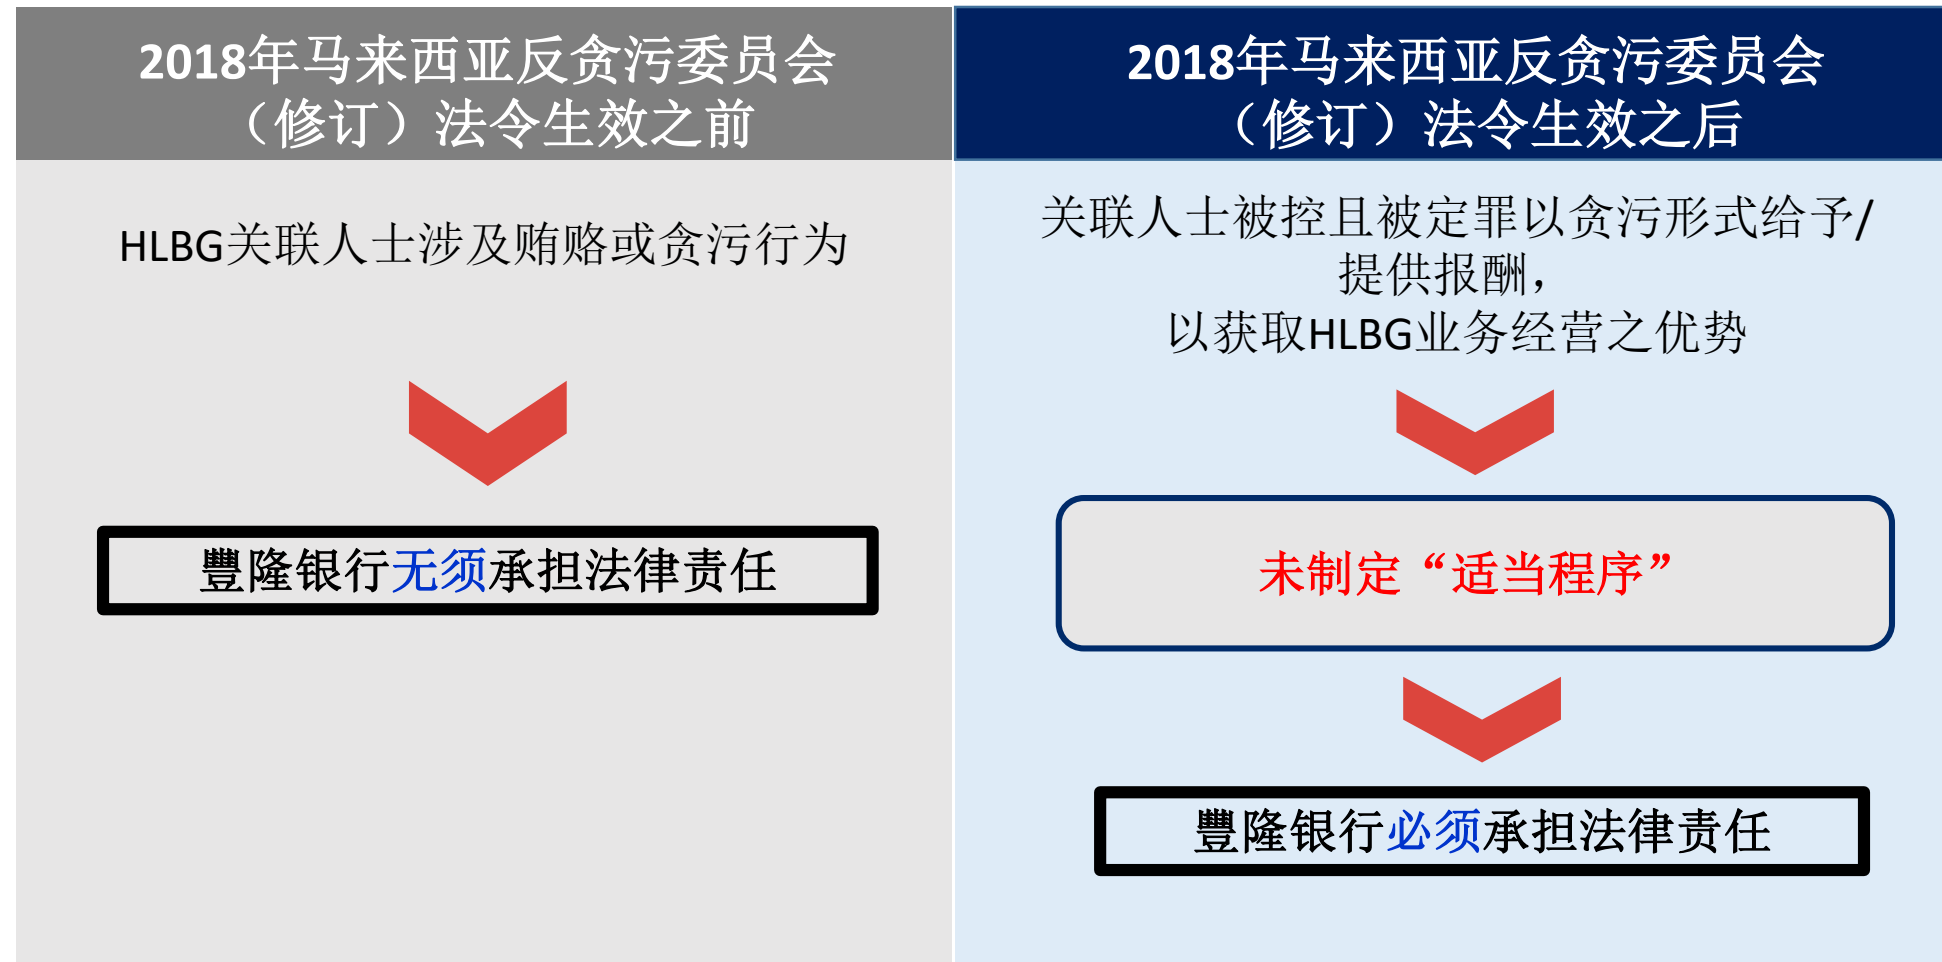 2018年马来西亚反贪污委员会
（修订）法令生效之前
HLBG关联人士涉及贿赂或贪污行为
豐隆银行无须承担法律责任
2018年马来西亚反贪污委员会
（修订）法令生效之后
关联人士被控且被定罪以贪污形式给予/
提供报酬，
以获取HLBG业务经营之优势
未制定“适当程序”
豐隆银行必须承担法律责任